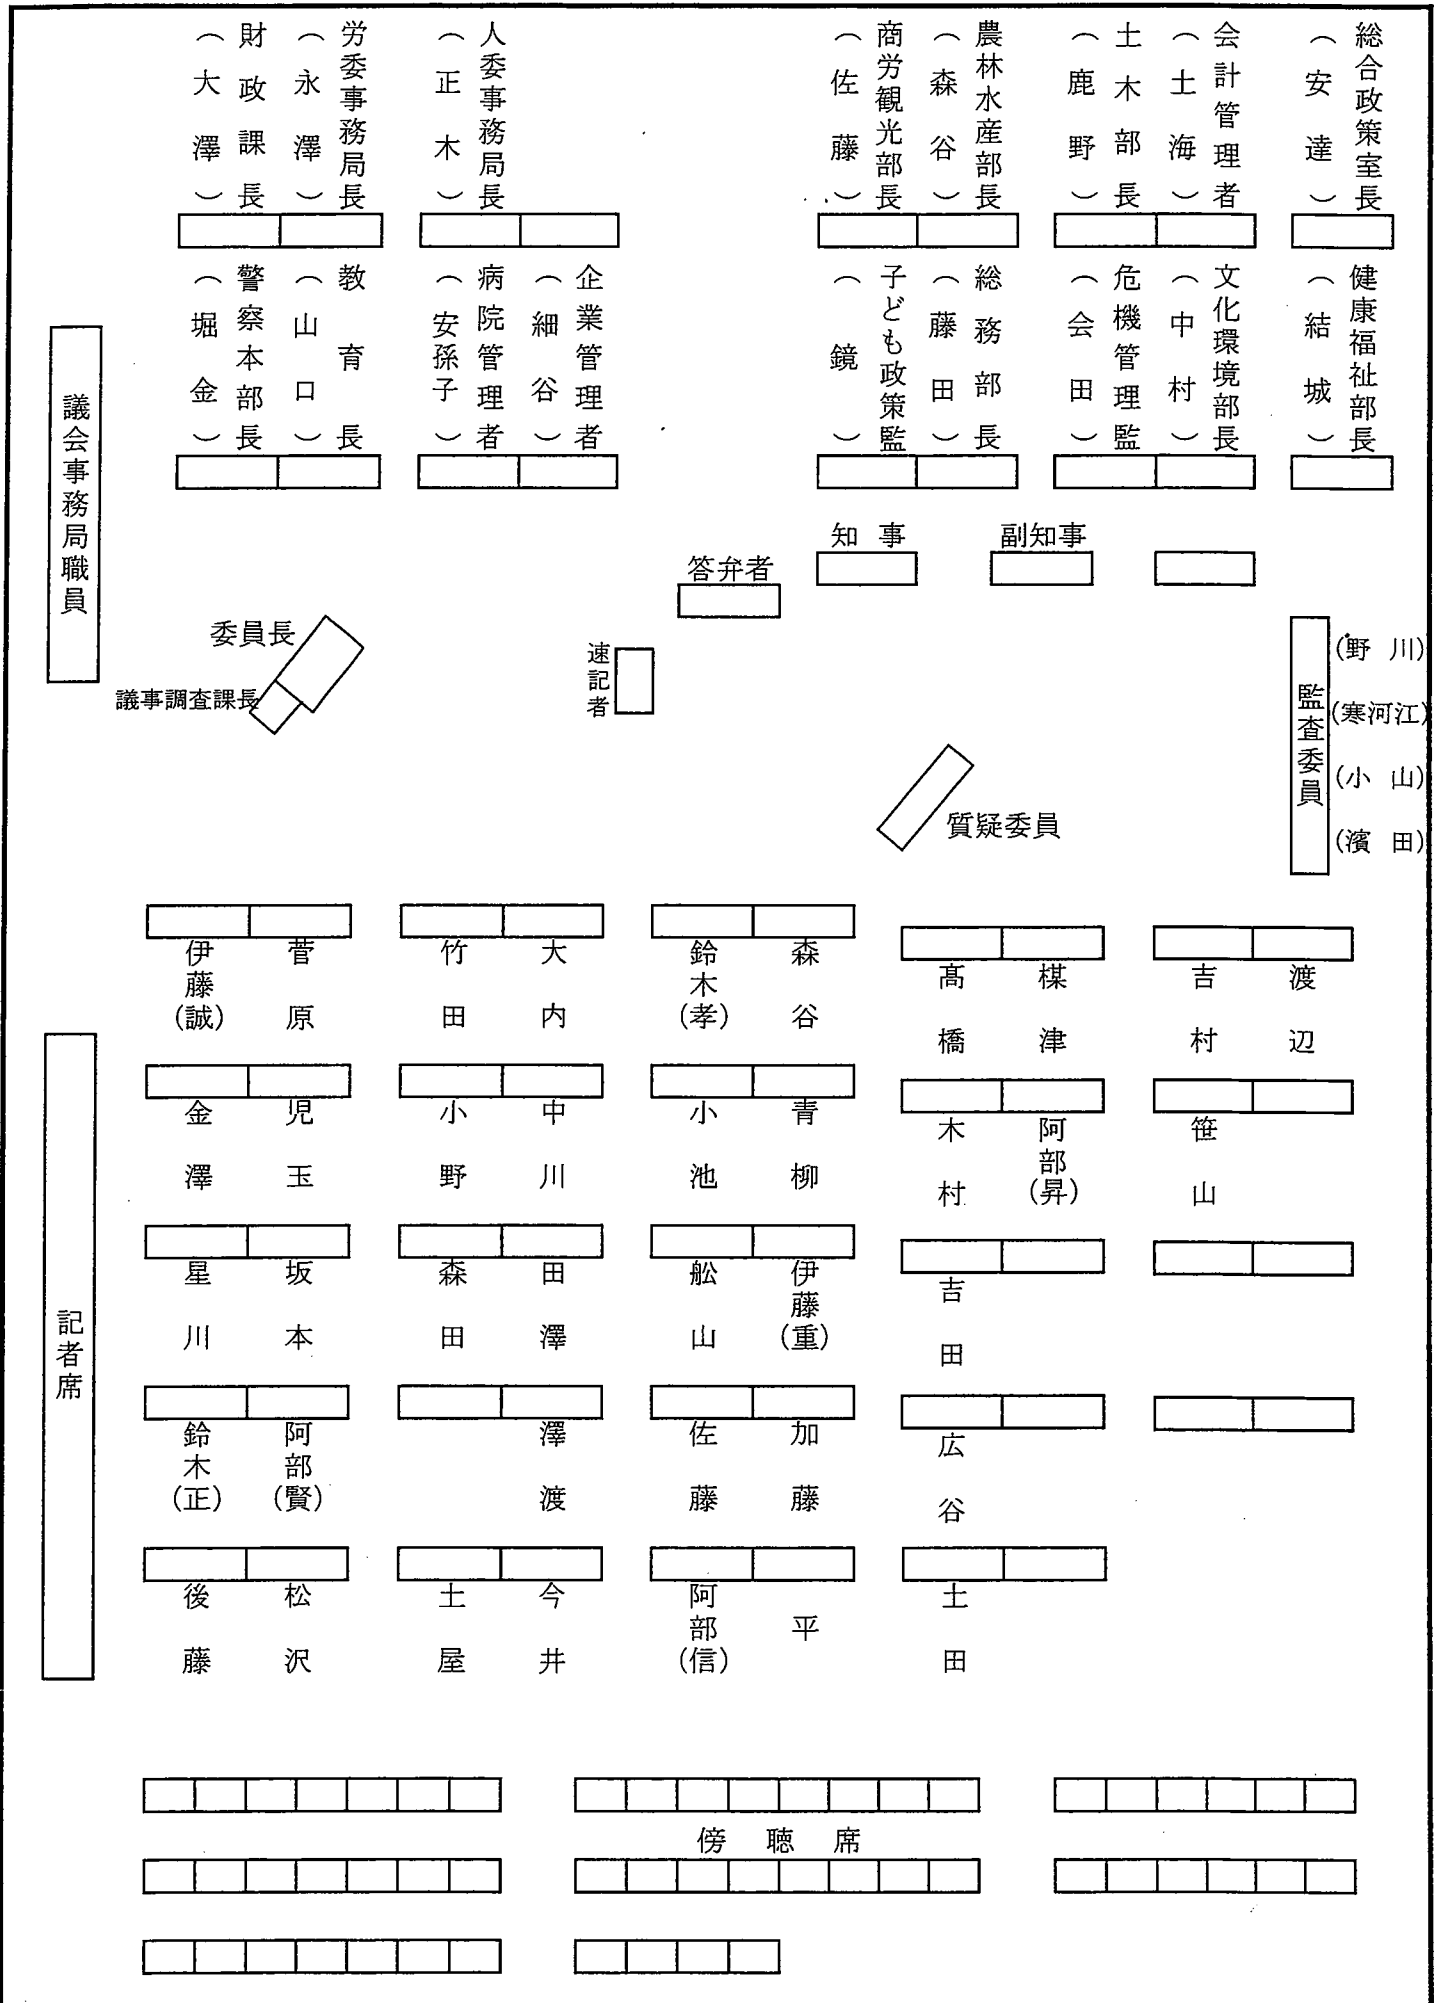 総合政策室長
（安達）
会計管理者
（土海）
土木部長
（鹿野）
農林水産部長
（森谷）
商労観光部長
（佐藤）
人委事務局長
（正木）
労委事務局長
（永澤）
財政課長
（大澤）
健康福祉部長
（結城）
文化環境部長
（中村）
危機管理監
（会田）
総務部長
（藤田）
子ども政策監
（鏡）
企業管理者
（細谷）
病院管理者
（安孫子）
教育長
（山口）
警察本部長
（堀金）
議会事務局職員
知事
副知事
答弁者
委員長
議事調査課長
速記者
監査委員
(野川)
(寒河江)
(小山)
(濱田)
質疑委員
伊藤(誠)
菅原
竹田
大内
鈴木(孝)
森谷
髙橋
楳津
吉村
渡辺
金澤
児玉
小野
中川
小池
青柳
木村
阿部(昇)
笹山
星川
坂本
森田
田澤
舩山
伊藤(重)
吉田
鈴木(正)
阿部(賢)
澤渡
佐藤
加藤
広谷
後藤
松沢
土屋
今井
阿部(信)
平
土田
記者席
傍聴席